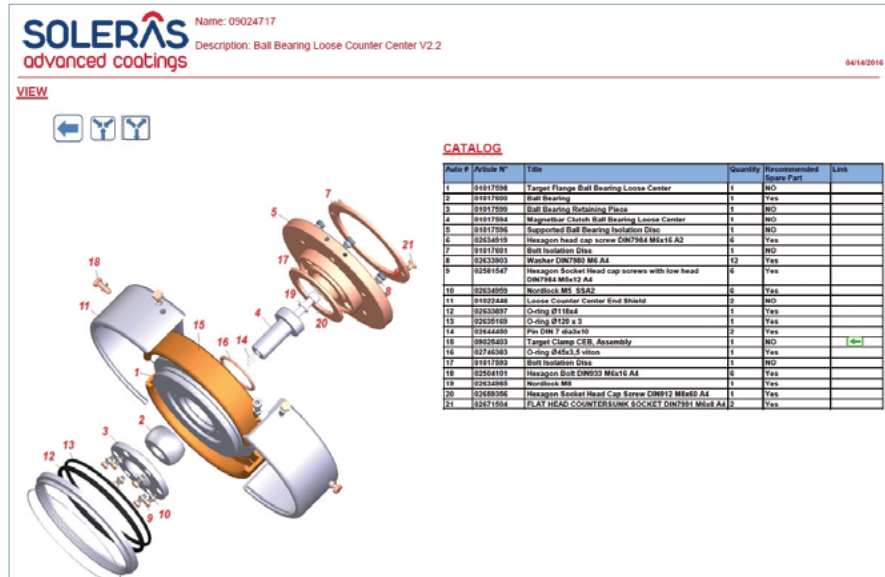 SOLERAS
advanced coatings
Name: 09024717
Description: Ball Bearing Loose Counter Center V2.2
04/14/2016
VIEW
CATALOG
Auto # Article N° Title Quantity Recommended Spare Part Link
1 01017598 Target Flange Ball Bearing Loose Center 1 NO
2 01017600 Ball Bearing 1 Yes
3 01017599 Ball Bearing Retaining Piece 1 NO
4 01017594 Magnetbar Clutch Ball Bearing Loose Center 1 NO
5 01017596 Supported Ball Bearing Isolation Disc 1 NO
6 02634919 Hexagon head cap screw DIN7984 M6x16 A2 6 Yes
7 01017601 Bolt Isolation Disc 1 NO
8 02633903 Washer DIN7980 M6 A4 12 Yes
9 02581547 Hexagon Socket Head cap screws with low head DIN7984 M5x12 A4 6 Yes
10 02634959 Nordlock M5 SSA2 6 Yes
11 01022446 Loose Counter Center End Shield 2 NO
12 02633897 O-ring Ø118x4 1 Yes
13 02635169 O-ring Ø120 x 3 1 Yes
14 02644450 Pin DIN 7 dia3x10 2 Yes
15 09025403 Target Clamp CEB, Assembly 1 NO
16 02746303 O-ring Ø45x3,5 viton 1 Yes
17 01017593 Bolt Isolation Disc 1 NO
18 02504101 Hexagon Bolt DIN933 M6x16 A4 6 Yes
19 02634985 Nordlock M8 1 Yes
20 02689356 Hexagon Socket Head Cap Screw DIN912 M8x60 A4 1 Yes
21 02671504 FLAT HEAD COUNTERSUNK SOCKET DIN7991 M6x8 A4 2 Yes
7
5
21
18
17
11
19
8
4
15
20
16
14
1
2
3
13
12
10
9